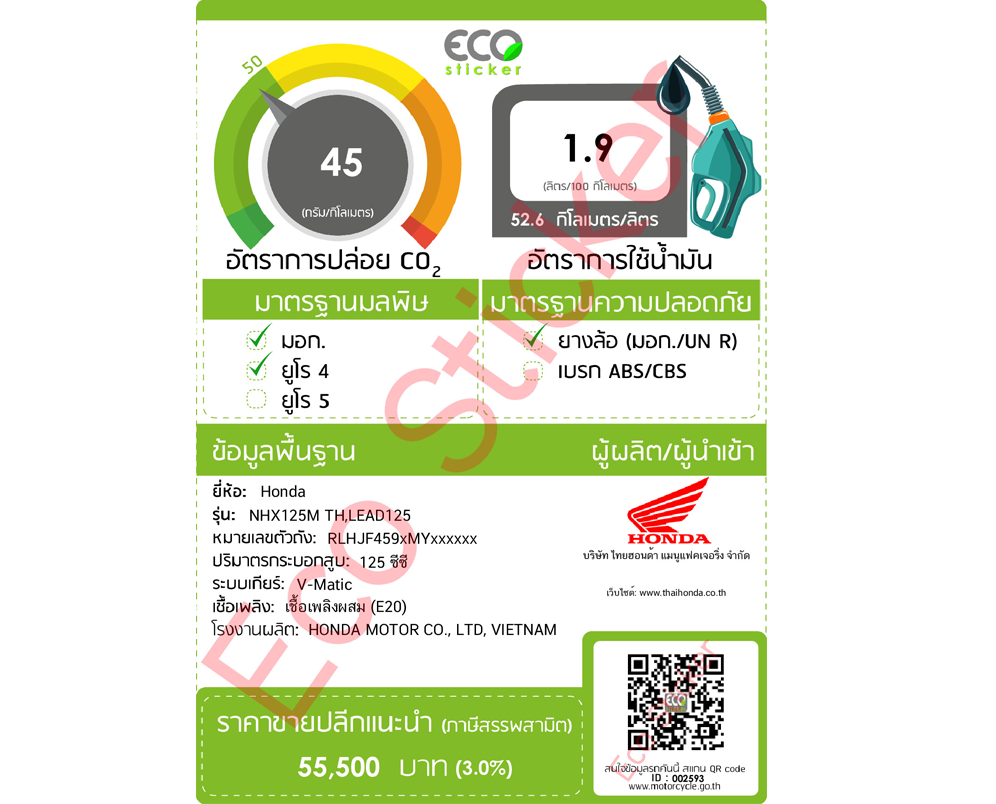 ECO
sticker
50
45
(กรัม/กิโลเมตร)
อัตราการปล่อย CO2
1.9
(ลิตร/100 กิโลเมตร)
52.6 กิโลเมตร/ลิตร
อัตราการใช้น้ำมัน
มาตรฐานมลพิษ
มอก.
ยูโร 4
ยูโร 5
มาตรฐานความปลอดภัย
ยางล้อ (มอก./UN R)
เบรก ABS/CBS
ข้อมูลพื้นฐาน
ผู้ผลิต/ผู้นำเข้า
ยี่ห้อ: Honda
รุ่น: NHX125M TH,LEAD125
หมายเลขตัวถัง: RLHJF459xMYxxxxxx
ปริมาตรกระบอกสูบ: 125 ซีซี
ระบบเกียร์: V-Matic
เชื้อเพลิง: เชื้อเพลิงผสม (E20)
โรงงานผลิต: HONDA MOTOR CO., LTD, VIETNAM
HONDA
บริษัท ไทยฮอนด้า แมนูแฟคเจอริ่ง จำกัด
เว็บไซต์: www.thaihonda.co.th
ราคาขายปลีกแนะนำ (ภาษีสรรพสามิต)
55,500 บาท (3.0%)
ECO
สนใจข้อมูลรถคันนี้ สแกน QR code
ID : 002593
www.motorcycle.go.th
Eco Sticker
Eco Sticker